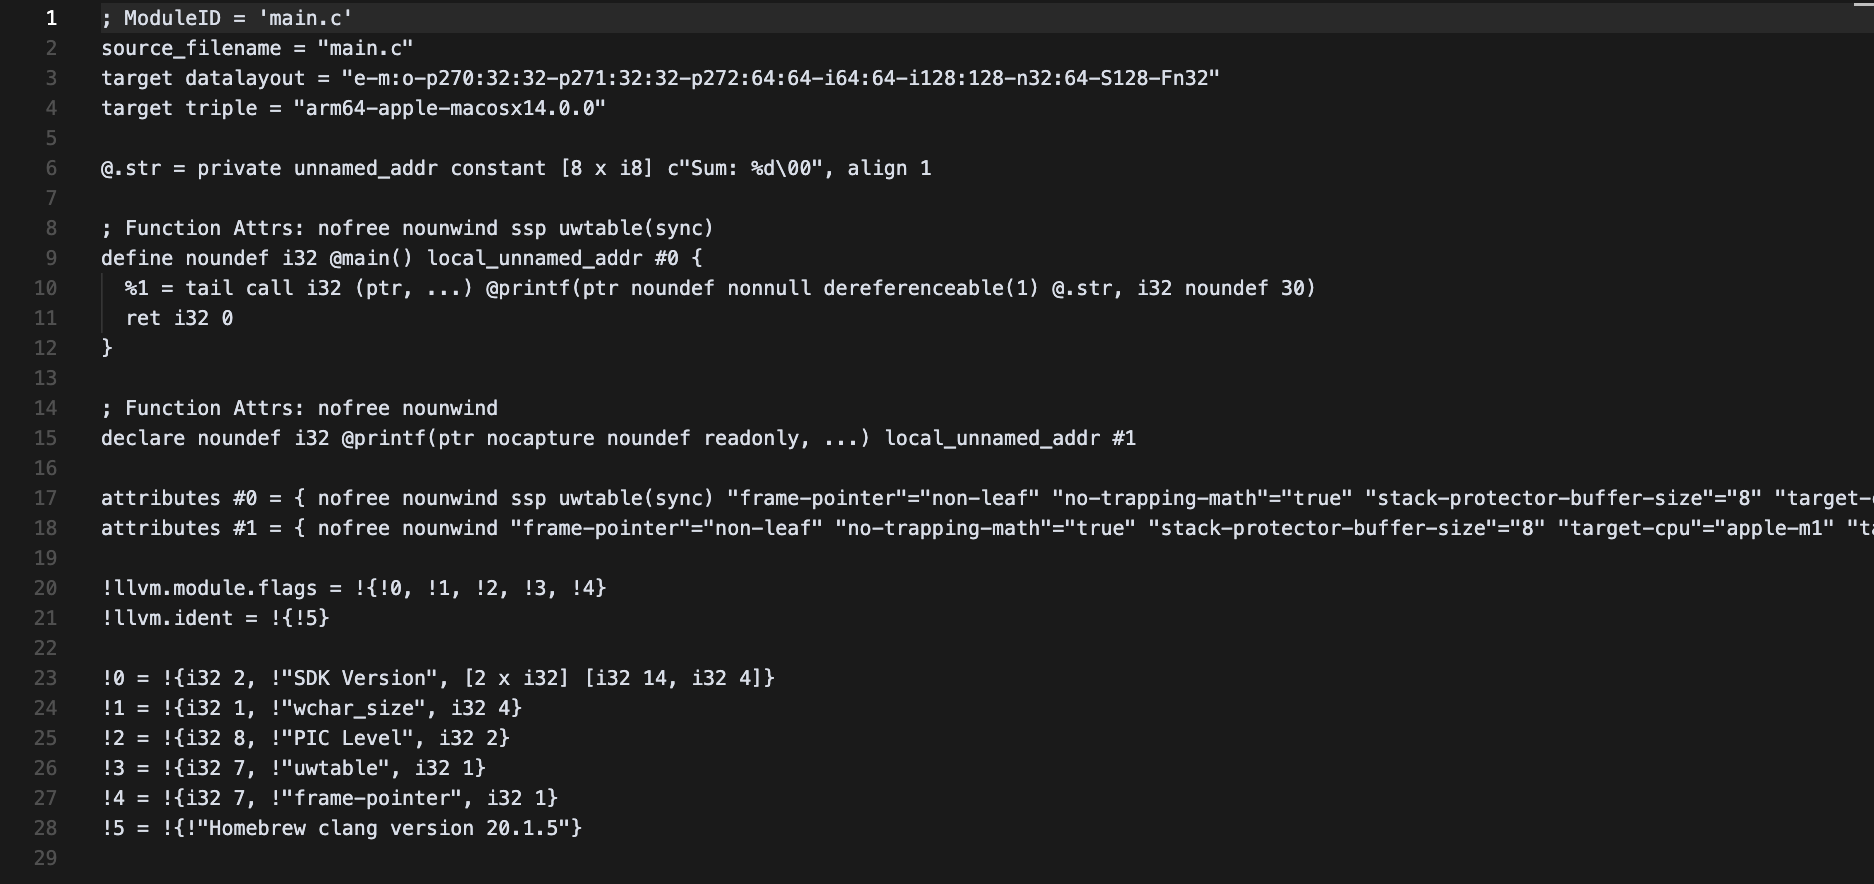 1 ; ModuleID = 'main.c'
2 source_filename = "main.c"
3 target datalayout = "e-m:o-p270:32:32-p271:32:32-p272:64:64-i64:64-i128:128-n32:64-S128-Fn32"
4 target triple = "arm64-apple-macosx14.0.0"
5
6 @.str = private unnamed_addr constant [8 x i8] c"Sum: %d\00", align 1
7
8 ; Function Attrs: nofree nounwind ssp uwtable(sync)
9 define noundef i32 @main() local_unnamed_addr #0 {
10   %1 = tail call i32 (ptr, ...) @printf(ptr noundef nonnull dereferenceable(1) @.str, i32 noundef 30)
11   ret i32 0
12 }
13
14 ; Function Attrs: nofree nounwind
15 declare noundef i32 @printf(ptr nocapture noundef readonly, ...) local_unnamed_addr #1
16
17 attributes #0 = { nofree nounwind ssp uwtable(sync) "frame-pointer"="non-leaf" "no-trapping-math"="true" "stack-protector-buffer-size"="8" "target-
18 attributes #1 = { nofree nounwind "frame-pointer"="non-leaf" "no-trapping-math"="true" "stack-protector-buffer-size"="8" "target-cpu"="apple-m1" "ta
19
20 !llvm.module.flags = !{!0, !1, !2, !3, !4}
21 !llvm.ident = !{!5}
22
23 !0 = !{i32 2, !"SDK Version", [2 x i32] [i32 14, i32 4]}
24 !1 = !{i32 1, !"wchar_size", i32 4}
25 !2 = !{i32 8, !"PIC Level", i32 2}
26 !3 = !{i32 7, !"uwtable", i32 1}
27 !4 = !{i32 7, !"frame-pointer", i32 1}
28 !5 = !{!"Homebrew clang version 20.1.5"}
29